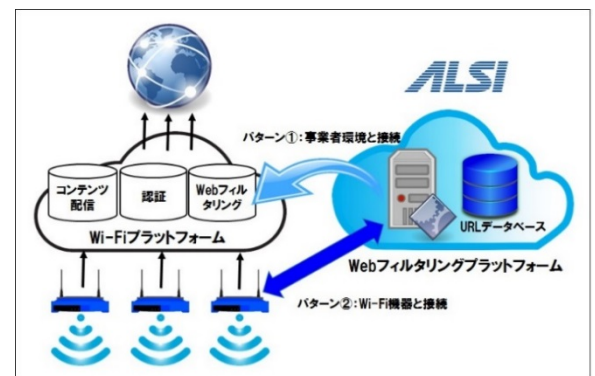 ALSI
パターン①：事業者環境と接続
コンテンツ
配信
認証
Webフィル
タリング
Wi-Fiプラットフォーム
URLデータベース
Webフィルタリングプラットフォーム
パターン②：Wi-Fi機器と接続